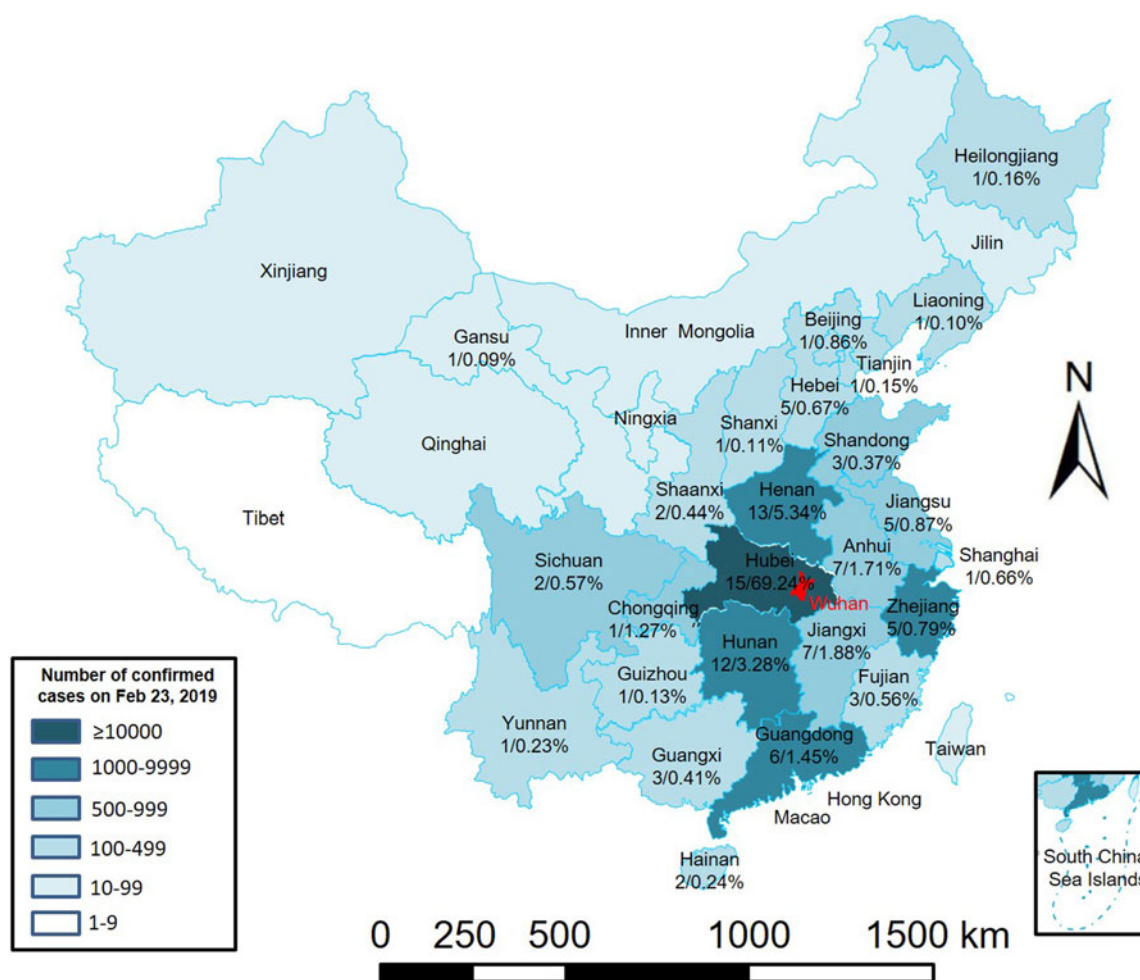 Heilongjiang
1/0.16%
Jilin
Xinjiang
Liaoning
1/0.10%
Beijing
1/0.86%
Inner Mongolia
Gansu
1/0.09%
Tianjin
1/0.15%
Hebei
5/0.67%
N
Ningxia
Shanxi
1/0.11%
Qinghai
Shandong
3/0.37%
Shaanxi
2/0.44%
Henan
13/5.34%
Jiangsu
5/0.87%
Tibet
Anhui
7/1.71%
Shanghai
1/0.66%
Sichuan
2/0.57%
Hubei
15/69.24%
Wuhan
Zhejiang
5/0.79%
Chongqing
1/1.27%
Jiangxi
7/1.88%
Hunan
12/3.28%
Guizhou
1/0.13%
Fujian
3/0.56%
Yunnan
1/0.23%
Guangdong
6/1.45%
Taiwan
Guangxi
3/0.41%
Hong Kong
Macao
Hainan
2/0.24%
Number of confirmed
cases on Feb 23, 2019
≥10000
1000-9999
500-999
100-499
10-99
1-9
South China
Sea Islands
0 250 500 1000 1500 km